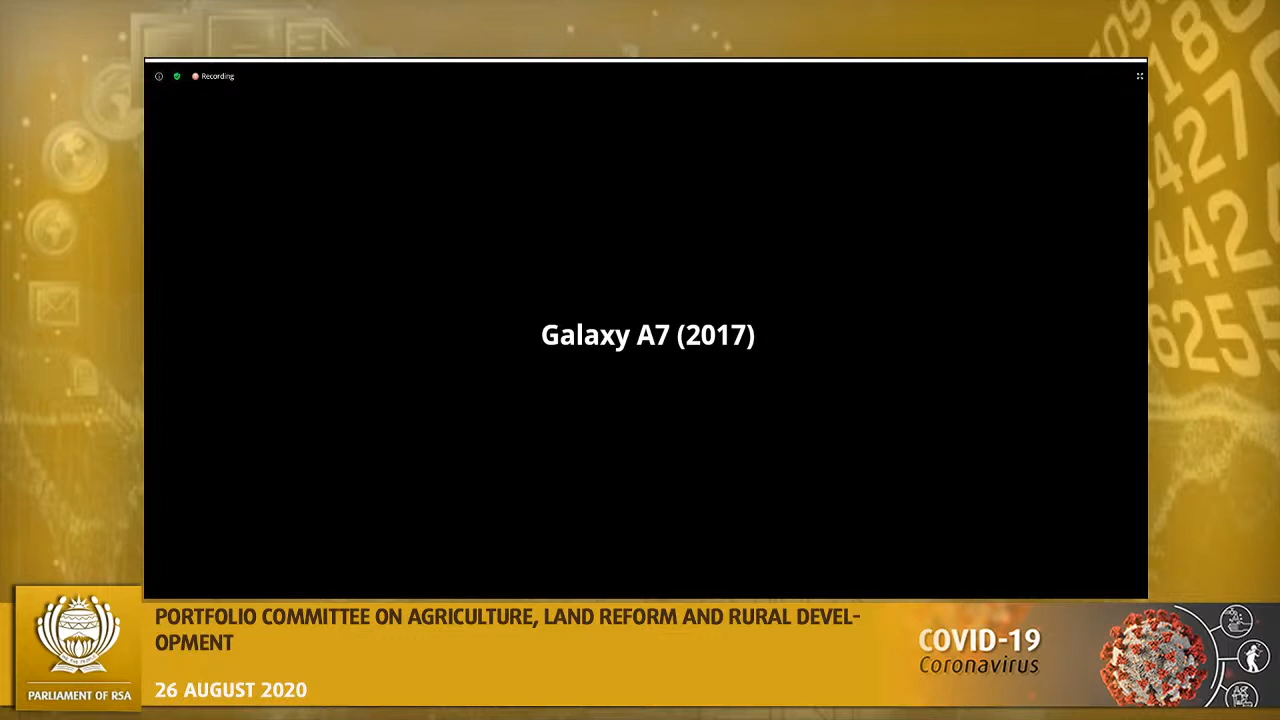 Recording
Galaxy A7 (2017)
PORTFOLIO COMMITTEE ON AGRICULTURE, LAND REFORM AND RURAL DEVEL-
OPMENT
26 AUGUST 2020
PARLIAMENT OF RSA
COVID-19
Coronavirus